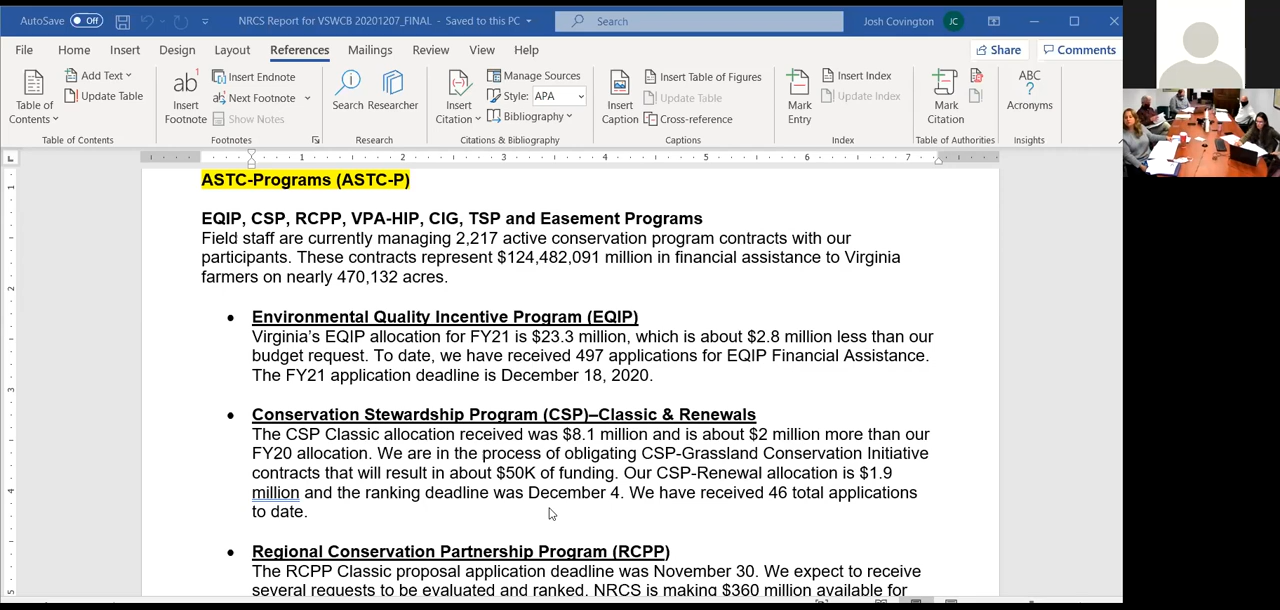 AutoSave Off NRCS Report for VSWCB 20201207_FINAL - Saved to this PC Search Josh Covington JC
File Home Insert Design Layout References Mailings Review View Help Share Comments
Table of Contents
Add Text
Update Table
Table of Contents
ab
Insert Footnote
Insert Endnote
Next Footnote
Show Notes
Footnotes
Search
Researcher
Research
Insert Citation
Manage Sources
Style: APA
Bibliography
Citations & Bibliography
Insert Caption
Insert Table of Figures
Update Table
Cross-reference
Captions
Mark Entry
Insert Index
Update Index
Index
Mark Citation
Table of Authorities
ABC
?
Acronyms
Insights
1 2 3 4 5 6 7
1
2
3
4
5
ASTC-Programs (ASTC-P)
EQIP, CSP, RCPP, VPA-HIP, CIG, TSP and Easement Programs
Field staff are currently managing 2,217 active conservation program contracts with our
participants. These contracts represent $124,482,091 million in financial assistance to Virginia
farmers on nearly 470,132 acres.
• Environmental Quality Incentive Program (EQIP)
Virginia’s EQIP allocation for FY21 is $23.3 million, which is about $2.8 million less than our
budget request. To date, we have received 497 applications for EQIP Financial Assistance.
The FY21 application deadline is December 18, 2020.
• Conservation Stewardship Program (CSP)–Classic & Renewals
The CSP Classic allocation received was $8.1 million and is about $2 million more than our
FY20 allocation. We are in the process of obligating CSP-Grassland Conservation Initiative
contracts that will result in about $50K of funding. Our CSP-Renewal allocation is $1.9
million and the ranking deadline was December 4. We have received 46 total applications
to date.
• Regional Conservation Partnership Program (RCPP)
The RCPP Classic proposal application deadline was November 30. We expect to receive
several requests to be evaluated and ranked. NRCS is making $360 million available for